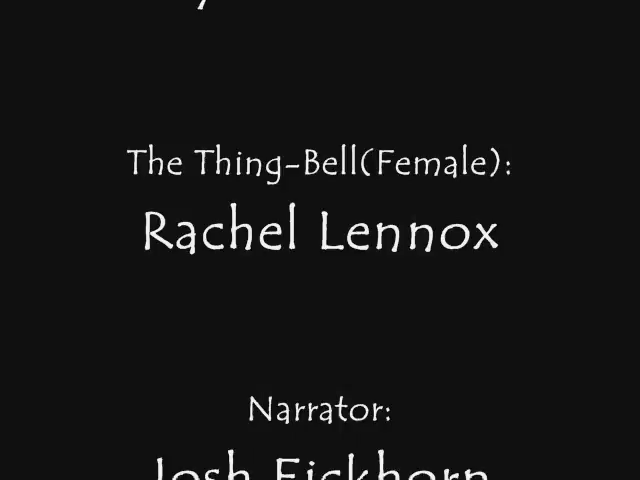 The Thing-Bell(Female):
Rachel Lennox
Narrator:
Josh Eickhorn